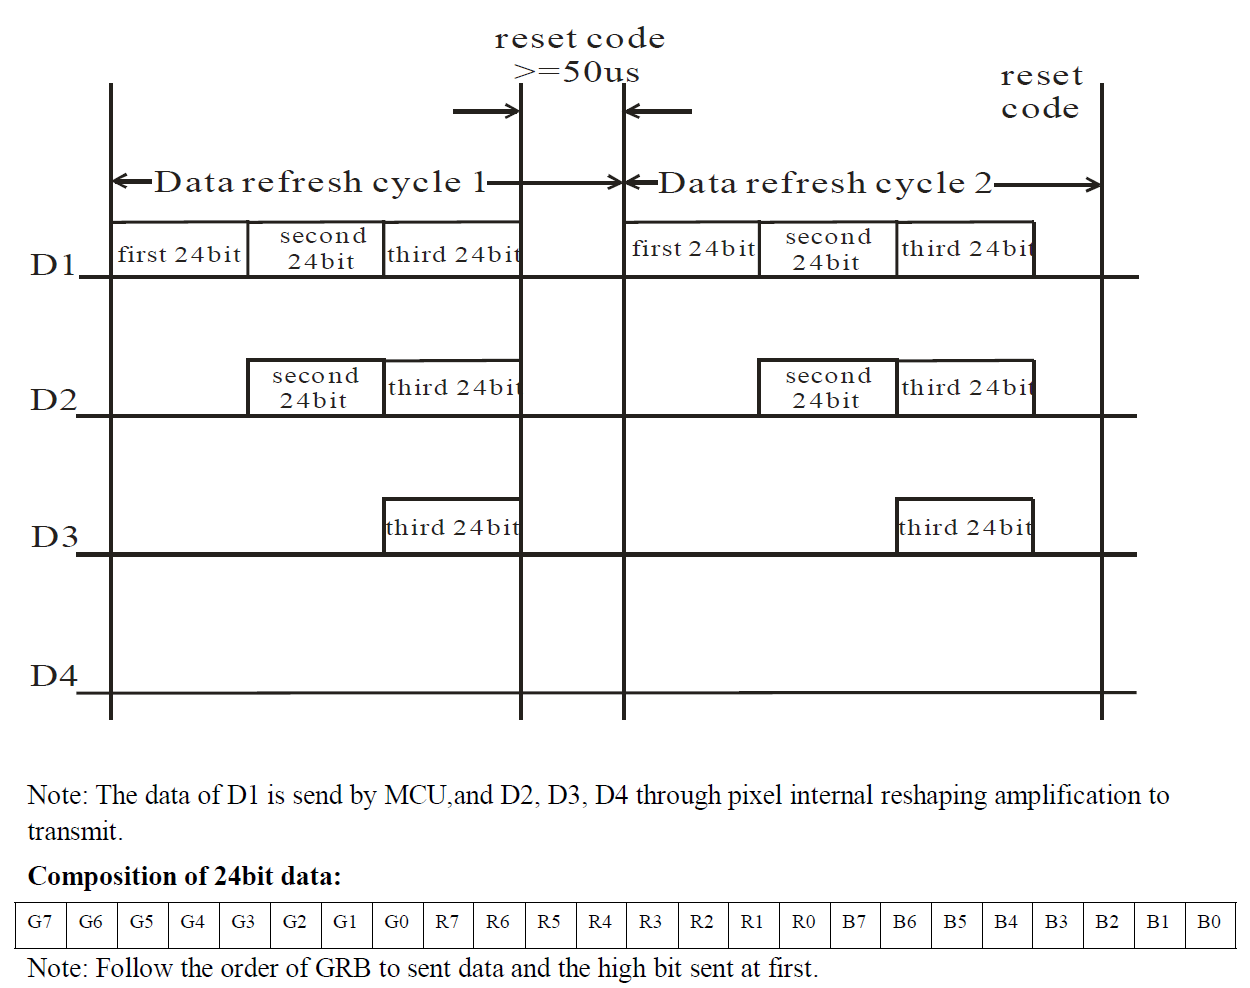 reset code
>=50us
reset
code
Data refresh cycle 1
Data refresh cycle 2
D1
first 24bit
second
24bit
third 24bit
first 24bit
second
24bit
third 24bit
D2
second
24bit
third 24bit
second
24bit
third 24bit
D3
third 24bit
third 24bit
D4
Note: The data of D1 is send by MCU,and D2, D3, D4 through pixel internal reshaping amplification to
transmit.
Composition of 24bit data:
G7 G6 G5 G4 G3 G2 G1 G0 R7 R6 R5 R4 R3 R2 R1 R0 B7 B6 B5 B4 B3 B2 B1 B0
Note: Follow the order of GRB to sent data and the high bit sent at first.